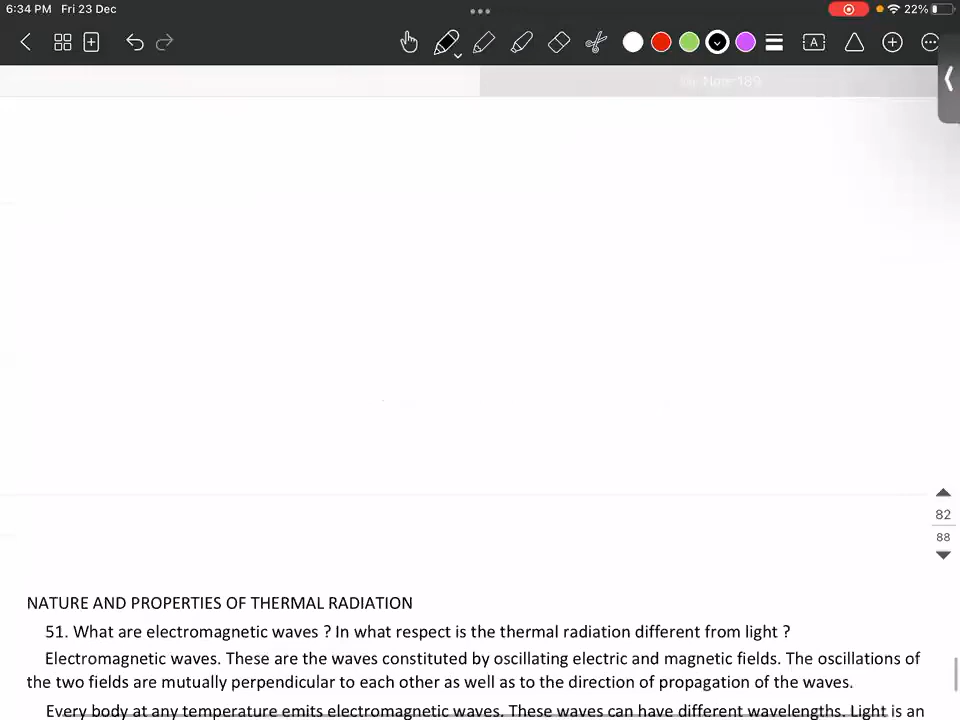 6:34 PM Fri 23 Dec
22%
A
82
88
NATURE AND PROPERTIES OF THERMAL RADIATION
51. What are electromagnetic waves ? In what respect is the thermal radiation different from light ?
Electromagnetic waves. These are the waves constituted by oscillating electric and magnetic fields. The oscillations of
the two fields are mutually perpendicular to each other as well as to the direction of propagation of the waves.
Every body at any temperature emits electromagnetic waves. These waves can have different wavelengths. Light is an